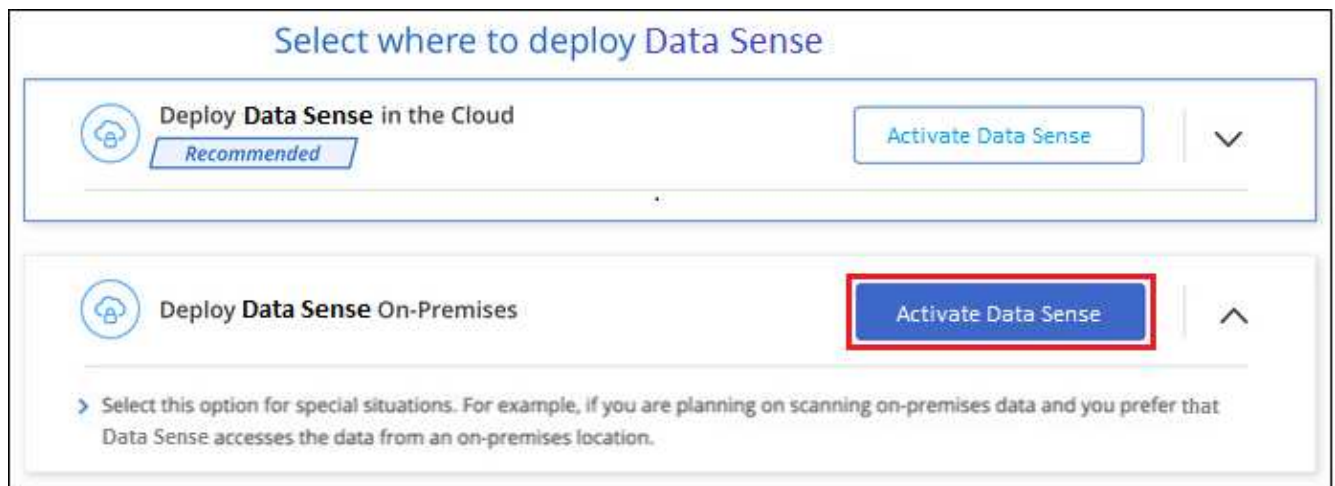 Select where to deploy Data Sense
Deploy Data Sense in the Cloud
Recommended
Activate Data Sense
Deploy Data Sense On-Premises
Activate Data Sense
Select this option for special situations. For example, if you are planning on scanning on-premises data and you prefer that
Data Sense accesses the data from an on-premises location.